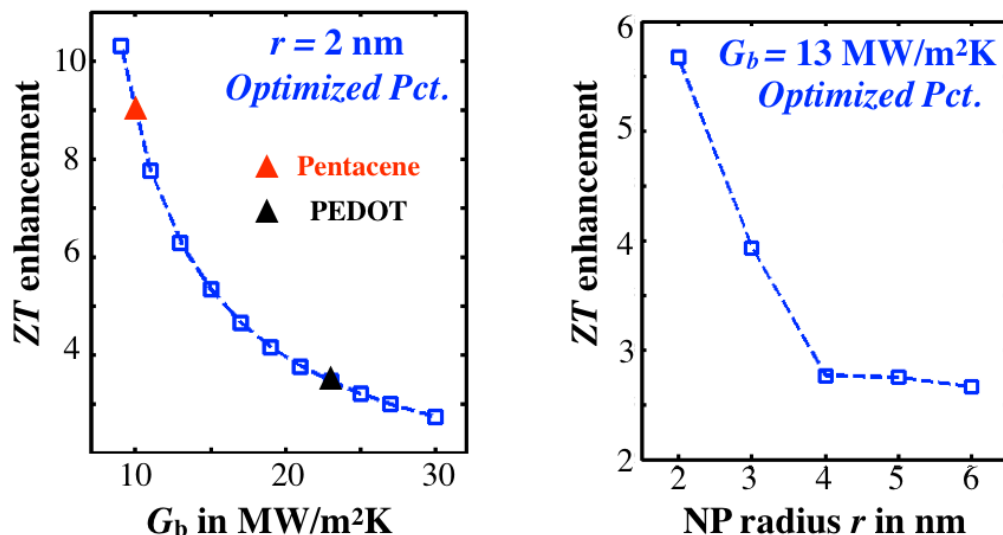 ZT enhancement
10
8
6
4
r = 2 nm
Optimized Pct.
Pentacene
PEDOT
10
20
30
G_b in MW/m²K
ZT enhancement
6
5
4
3
2
G_b = 13 MW/m²K
Optimized Pct.
2
3
4
5
6
NP radius r in nm